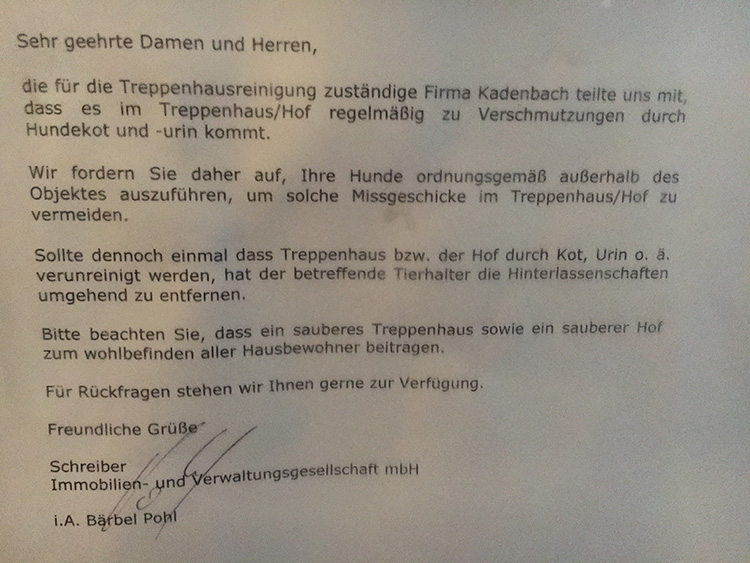 Sehr geehrte Damen und Herren,
die für die Treppenhausreinigung zuständige Firma Kadenbach teilte uns mit,
dass es im Treppenhaus/Hof regelmäßig zu Verschmutzungen durch
Hundekot und -urin kommt.
Wir fordern Sie daher auf, Ihre Hunde ordnungsgemäß außerhalb des
Objektes auszuführen, um solche Missgeschicke im Treppenhaus/Hof zu
vermeiden.
Sollte dennoch einmal dass Treppenhaus bzw. der Hof durch Kot, Urin o. ä.
verunreinigt werden, hat der betreffende Tierhalter die Hinterlassenschaften
umgehend zu entfernen.
Bitte beachten Sie, dass ein sauberes Treppenhaus sowie ein sauberer Hof
zum wohlbefinden aller Hausbewohner beitragen.
Für Rückfragen stehen wir Ihnen gerne zur Verfügung.
Freundliche Grüße
Schreiber
Immobilien- und Verwaltungsgesellschaft mbH
i.A. Bärbel Pohl